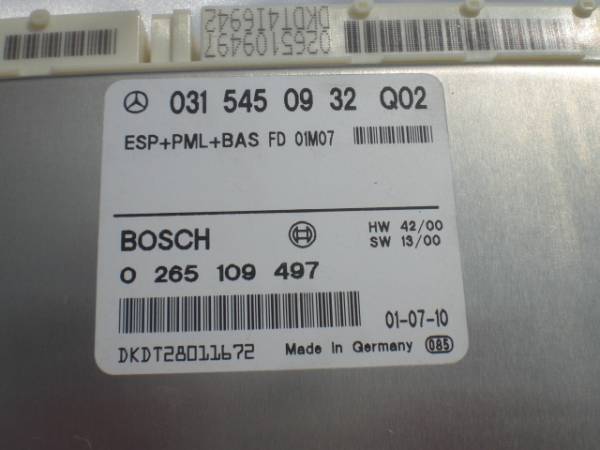 0265109497
DKDT4I6942
031 545 09 32 Q02
ESP+PML+BAS FD 01M07
BOSCH
HW 42/00
SW 13/00
0 265 109 497
01-07-10
DKDT28011672
Made In Germany 085